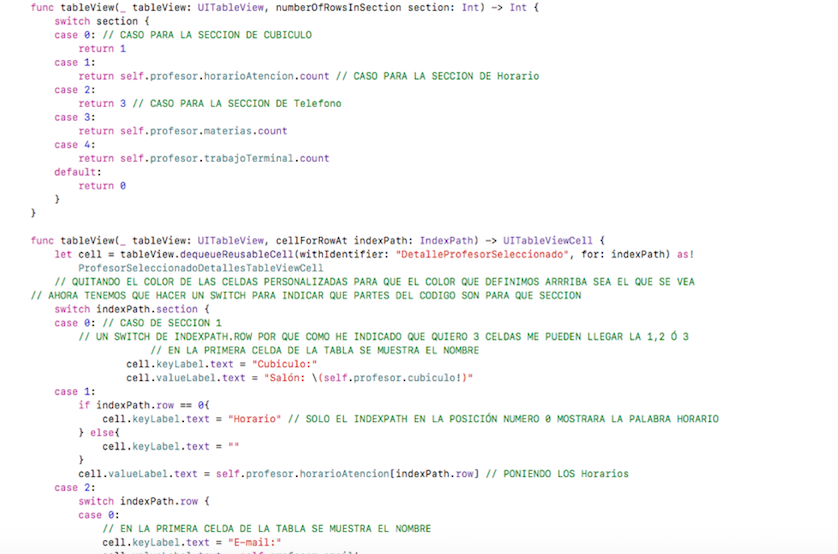 func tableView(_ tableView: UITableView, numberOfRowsInSection section: Int) -> Int {
switch section {
case 0: // CASO PARA LA SECCION DE CUBICULO
return 1
case 1:
return self.profesor.horarioAtencion.count // CASO PARA LA SECCION DE Horario
case 2:
return 3 // CASO PARA LA SECCION DE Telefono
case 3:
return self.profesor.materias.count
case 4:
return self.profesor.trabajoTerminal.count
default:
return 0
}
}
func tableView(_ tableView: UITableView, cellForRowAt indexPath: IndexPath) -> UITableViewCell {
let cell = tableView.dequeueReusableCell(withIdentifier: "DetalleProfesorSeleccionado", for: indexPath) as!
ProfesorSeleccionadoDetallesTableViewCell
// QUITANDO EL COLOR DE LAS CELDAS PERSONALIZADAS PARA QUE EL COLOR QUE DEFINIMOS ARRRIBA SEA EL QUE SE VEA
// AHORA TENEMOS QUE HACER UN SWITCH PARA INDICAR QUE PARTES DEL CODIGO SON PARA QUE SECCION
switch indexPath.section {
case 0: // CASO DE SECCION 1
// UN SWITCH DE INDEXPATH.ROW POR QUE COMO HE INDICADO QUE QUIERO 3 CELDAS ME PUEDEN LLEGAR LA 1,2 Ó 3
// EN LA PRIMERA CELDA DE LA TABLA SE MUESTRA EL NOMBRE
cell.keyLabel.text = "Cubiculo:"
cell.valueLabel.text = "Salón: \(self.profesor.cubiculo!)"
case 1:
if indexPath.row == 0{
cell.keyLabel.text = "Horario" // SOLO EL INDEXPATH EN LA POSICIÓN NUMERO 0 MOSTRARA LA PALABRA HORARIO
} else{
cell.keyLabel.text = ""
}
cell.valueLabel.text = self.profesor.horarioAtencion[indexPath.row] // PONIENDO LOS Horarios
case 2:
switch indexPath.row {
case 0:
// EN LA PRIMERA CELDA DE LA TABLA SE MUESTRA EL NOMBRE
cell.keyLabel.text = "E-mail:"